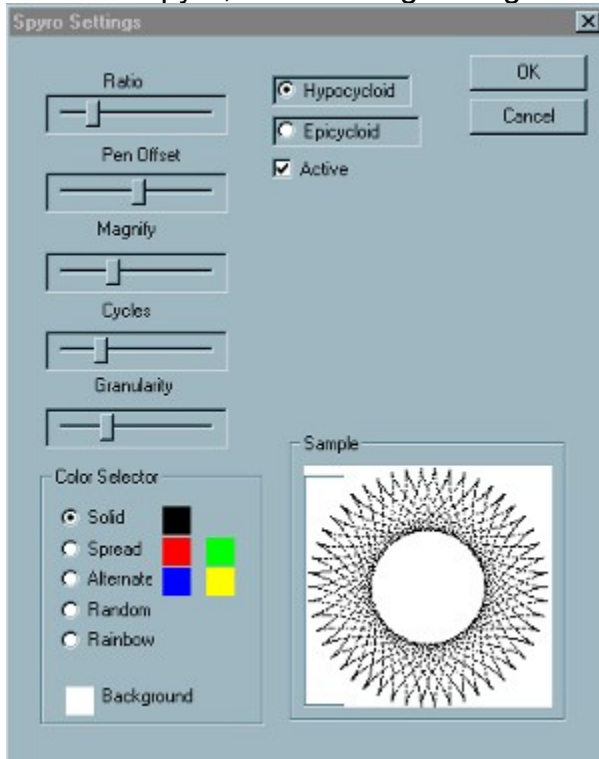 Spyro Settings
Ratio
Pen Offset
Magnify
Cycles
Granularity
Hypocycloid
Epicycloid
Active
OK
Cancel
Color Selector
Solid
Spread
Alternate
Random
Rainbow
Background
Sample